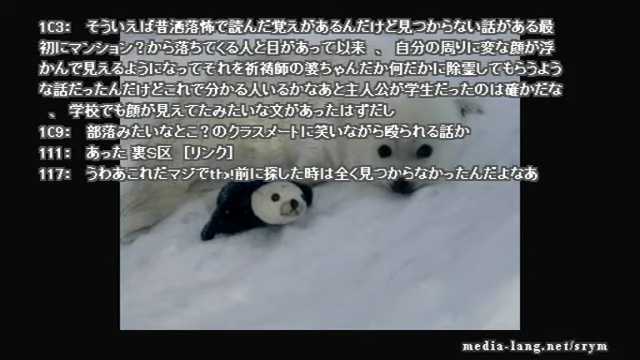 103: そういえば昔洒落怖で読んだ覚えがあるんだけど見つからない話がある最
初にマンション？から落ちてくる人と目があって以来 、 自分の周りに変な顔が浮
かんで見えるようになってそれを祈祷師の婆ちゃんだか何だかに除霊してもらうよう
な話だったんだけどこれで分かる人いるかなあと主人公が学生だったのは確かだな
、 学校でも顔が見えてたみたいな文があったはずだし
109: 部落みたいなとこ？のクラスメートに笑いながら殴られる話か
111: あった 裏S区 [リンク]
117: うわあこれだマジでthx!前に探した時は全く見つからなかったんだよなあ
media-lang.net/srym